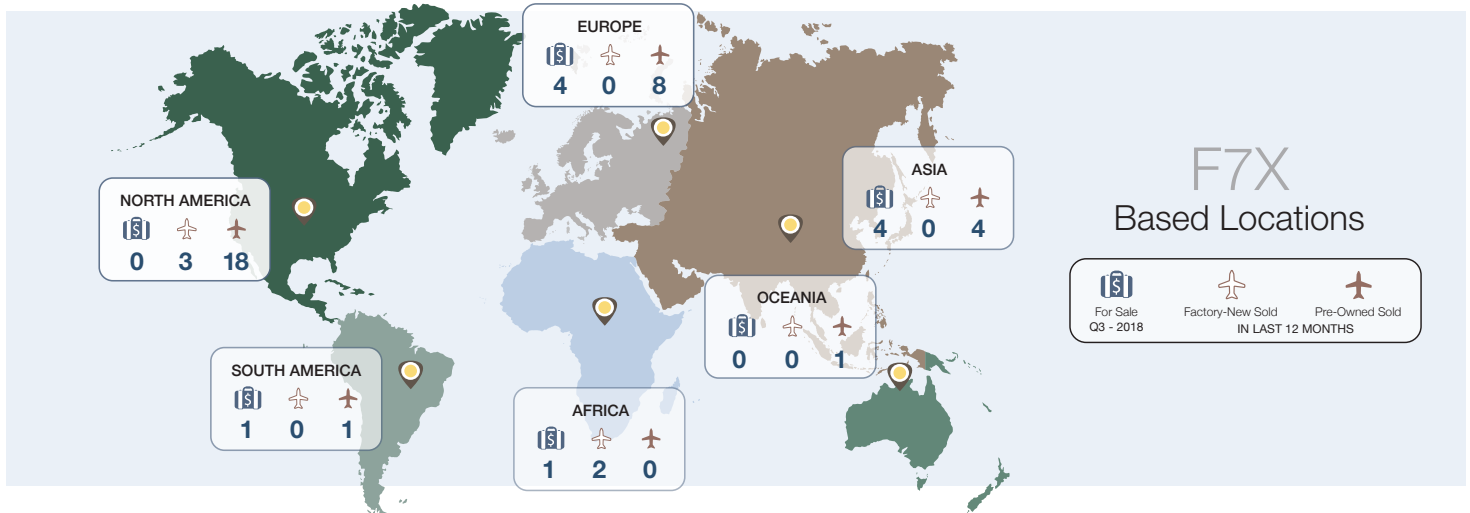 EUROPE
4 0 8
NORTH AMERICA
0 3 18
ASIA
4 0 4
OCEANIA
0 0 1
SOUTH AMERICA
1 0 1
AFRICA
1 2 0
F7X
Based Locations
For Sale
Q3 - 2018
Factory-New Sold
Pre-Owned Sold
IN LAST 12 MONTHS